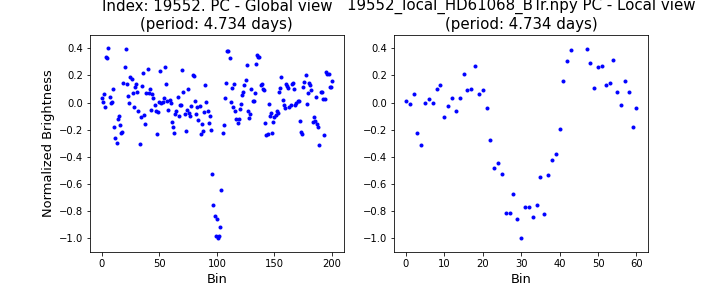 Index: 19552. PC - Global view
(period: 4.734 days)
19552_local_HD61068_BTr.npy PC - Local view
(period: 4.734 days)
Normalized Brightness
0.4
0.2
0.0
−0.2
−0.4
−0.6
−0.8
−1.0
0 50 100 150 200
Bin
0.4
0.2
0.0
−0.2
−0.4
−0.6
−0.8
−1.0
0 10 20 30 40 50 60
Bin